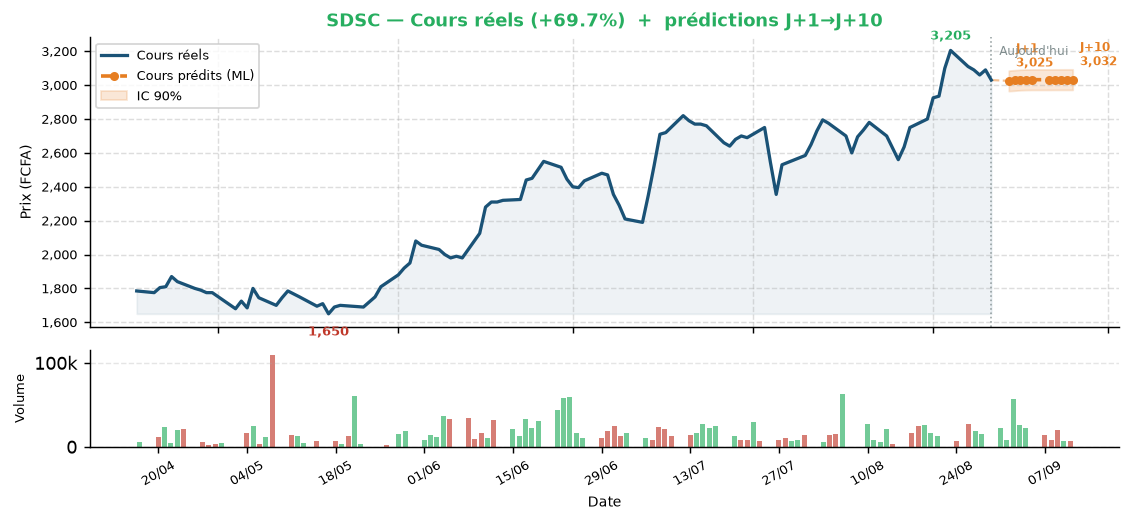 SDSC — Cours réels (+69.7%) + prédictions J+1→J+10
Cours réels
Cours prédits (ML)
IC 90%
3,205
Aujourd'hui
J+1
3,025
J+10
3,032
1,650
Prix (FCFA)
3,200
3,000
2,800
2,600
2,400
2,200
2,000
1,800
1,600
Volume
100k
0
20/04
04/05
18/05
01/06
15/06
29/06
13/07
27/07
10/08
24/08
07/09
Date